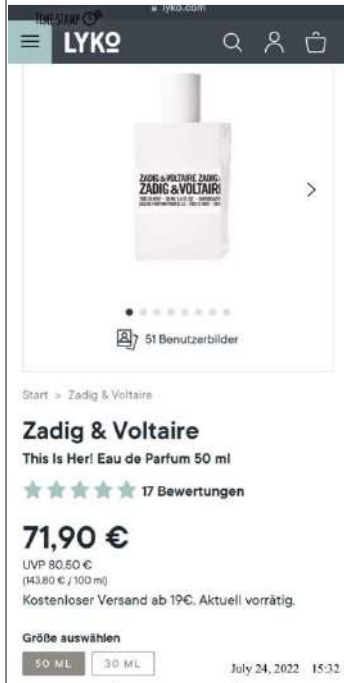 TIME STAMP
lyko.com
LYKO
ZADIG & VOLTAIRE ZADIG
ZADIG & VOLTAIRE
51 Benutzerbilder
Start > Zadig & Voltaire
Zadig & Voltaire
This Is Her! Eau de Parfum 50 ml
17 Bewertungen
71,90 €
UVP 80,50 €
(143,80 € / 100 ml)
Kostenloser Versand ab 19€. Aktuell vorrätig.
Größe auswählen
50 ML 30 ML
July 24, 2022 15:32